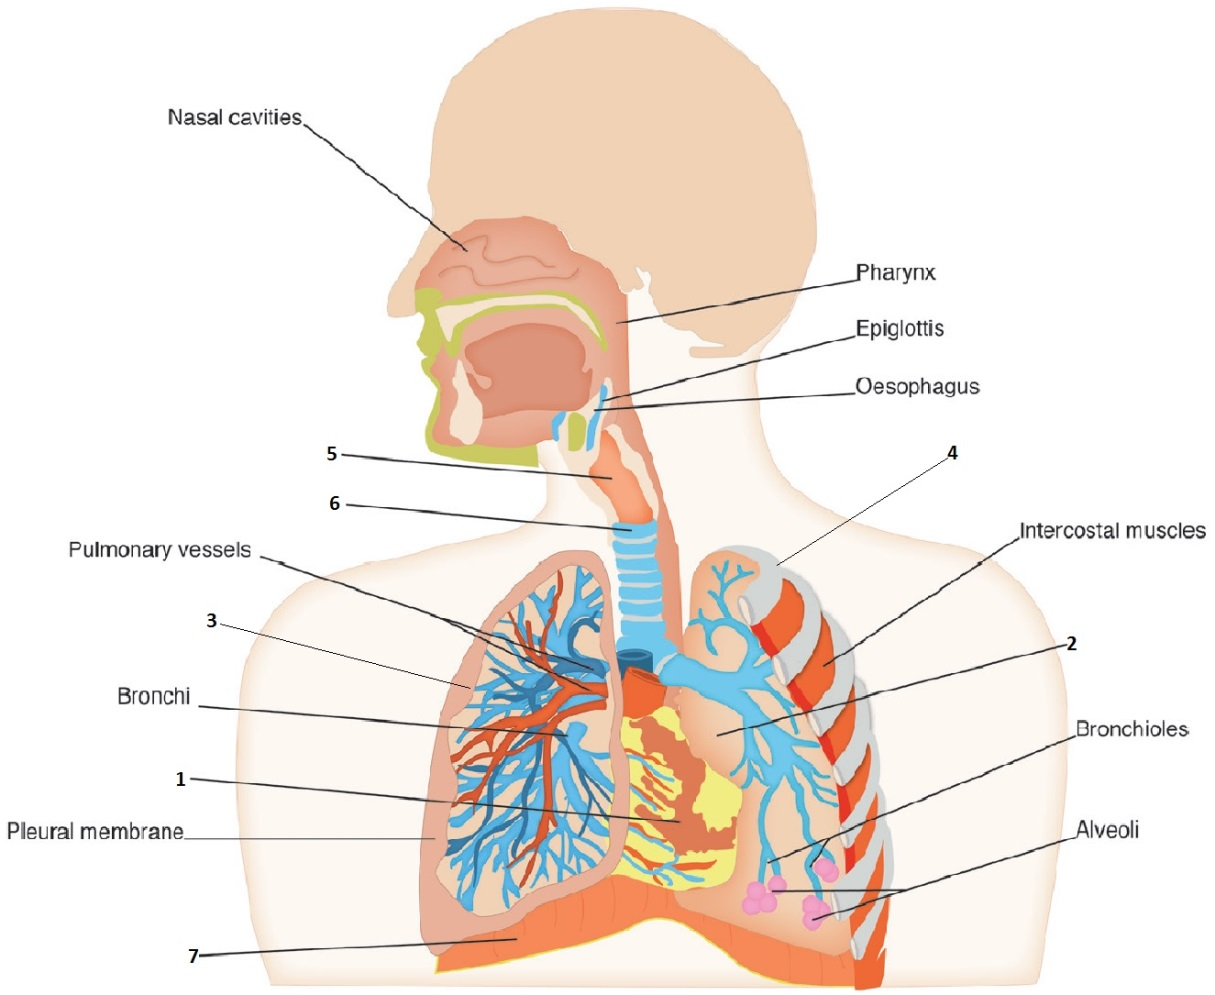 Nasal cavities
Pharynx
Epiglottis
Oesophagus
5
4
6
Intercostal muscles
Pulmonary vessels
3
2
Bronchi
Bronchioles
1
Pleural membrane
Alveoli
7